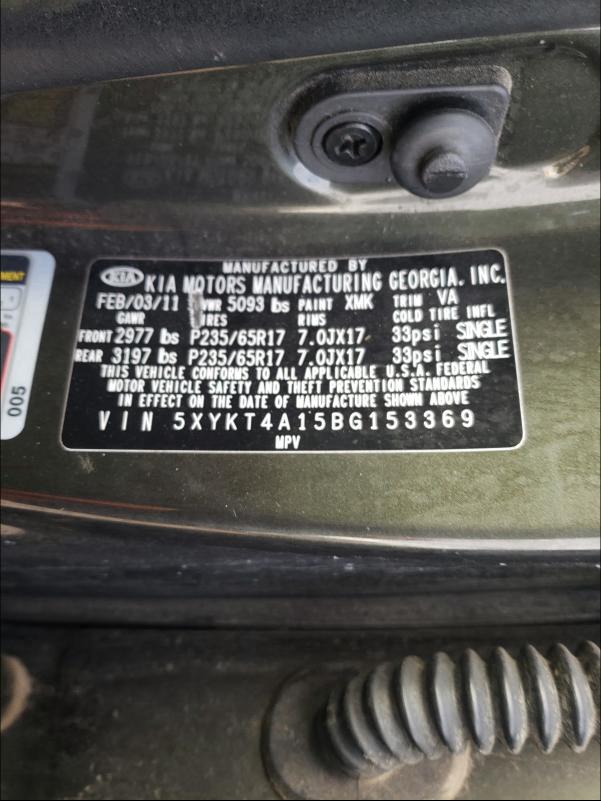 MANUFACTURED BY
KIA KIA MOTORS MANUFACTURING GEORGIA. INC.
FEB/03/11 5093 lbs PAINT XMK TRIM VA
GAWR RIMS COLD TIRE INFL
FRONT 2977 lbs P235/65R17 7.0JX17 33psi SINGLE
REAR 3197 lbs P235/65R17 7.0JX17 33psi SINGLE
THIS VEHICLE CONFORMS TO ALL APPLICABLE U.S.A. FEDERAL
MOTOR VEHICLE SAFETY AND THEFT PREVENTION STANDARDS
IN EFFECT ON THE DATE OF MANUFACTURE SHOWN ABOVE
VIN 5XYKT4A15BG153369
MPV
005